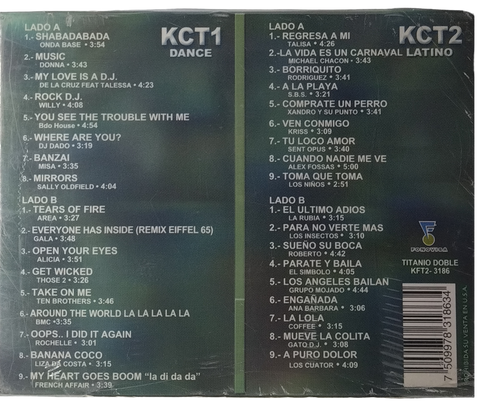 LADO A
KCT1
DANCE
1.- SHABADABADA
ONDA BASE • 3:54
2.- MUSIC
DONNA • 3:43
3.- MY LOVE IS A D.J.
DE LA CRUZ FEAT TALESSA • 4:23
4.- ROCK D.J.
WILLY • 4:08
5.- YOU SEE THE TROUBLE WITH ME
Bdo House • 4:54
6.- WHERE ARE YOU?
DJ DADO • 3:19
7.- BANZAI
MISA • 3:35
8.- MIRRORS
SALLY OLDFIELD • 4:04
LADO B
1.- TEARS OF FIRE
AREA • 3:27
2.- EVERYONE HAS INSIDE (REMIX EIFFEL 65)
GALA • 3:48
3.- OPEN YOUR EYES
ALICIA • 3:51
4.- GET WICKED
THOSE 2 • 3:26
5.- TAKE ON ME
TEN BROTHERS • 3:46
6.- AROUND THE WORLD LA LA LA LA LA
BMC • 3:35
7.- OOPS.. I DID IT AGAIN
ROCHELLE • 3:01
8.- BANANA COCO
LIZA DA COSTA • 3:15
9.- MY HEART GOES BOOM "la di da da"
FRENCH AFFAIR • 3:39
LADO A
KCT2
LATINO
1.- REGRESA A MI
TALISA • 4:26
2.- LA VIDA ES UN CARNAVAL
MICHAEL CHACON • 3:43
3.- BORRIQUITO
RODRIGUEZ • 3:41
4.- A LA PLAYA
S.B.S. • 3:21
5.- COMPRATE UN PERRO
XANDRO Y SU PUNTO • 3:41
6.- VEN CONMIGO
KRISS • 3:09
7.- TU LOCO AMOR
SENT OPUS • 3:40
8.- CUANDO NADIE ME VE
ALEX FOSSAS • 5:00
9.- TOMA QUE TOMA
LOS NIÑOS • 2:51
LADO B
1.- EL ULTIMO ADIOS
LA RUBIA • 3:15
2.- PARA NO VERTE MAS
LOS INSECTOS • 3:10
3.- SUEÑO SU BOCA
ROBERTO • 4:42
4.- PARATE Y BAILA
EL SIMBOLO • 4:05
5.- LOS ANGELES BAILAN
GRUPO MOJADO • 4:44
6.- ENGAÑADA
ANA BARBARA • 3:06
7.- LA LOLA
COFFEE • 3:15
8.- MUEVE LA COLITA
GATO D.J. • 3:08
9.- A PURO DOLOR
LOS CUATOR • 4:09
FONOVISA
TITANIO DOBLE
KFT2- 3186
7 509978 318634
PROHIBIDA SU VENTA EN U.S.A.